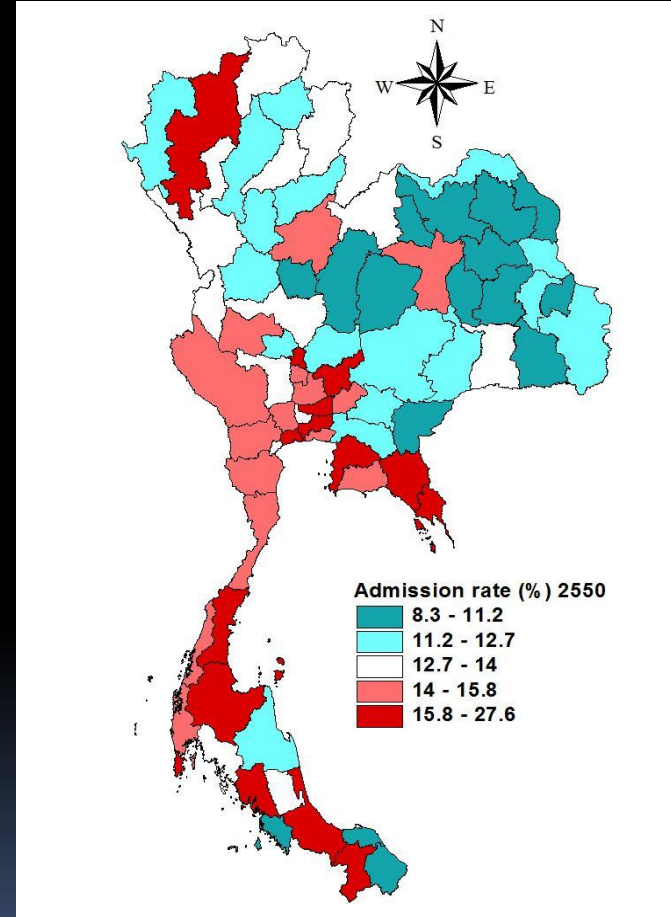 N
W E
S
Admission rate (%) 2550
8.3 - 11.2
11.2 - 12.7
12.7 - 14
14 - 15.8
15.8 - 27.6